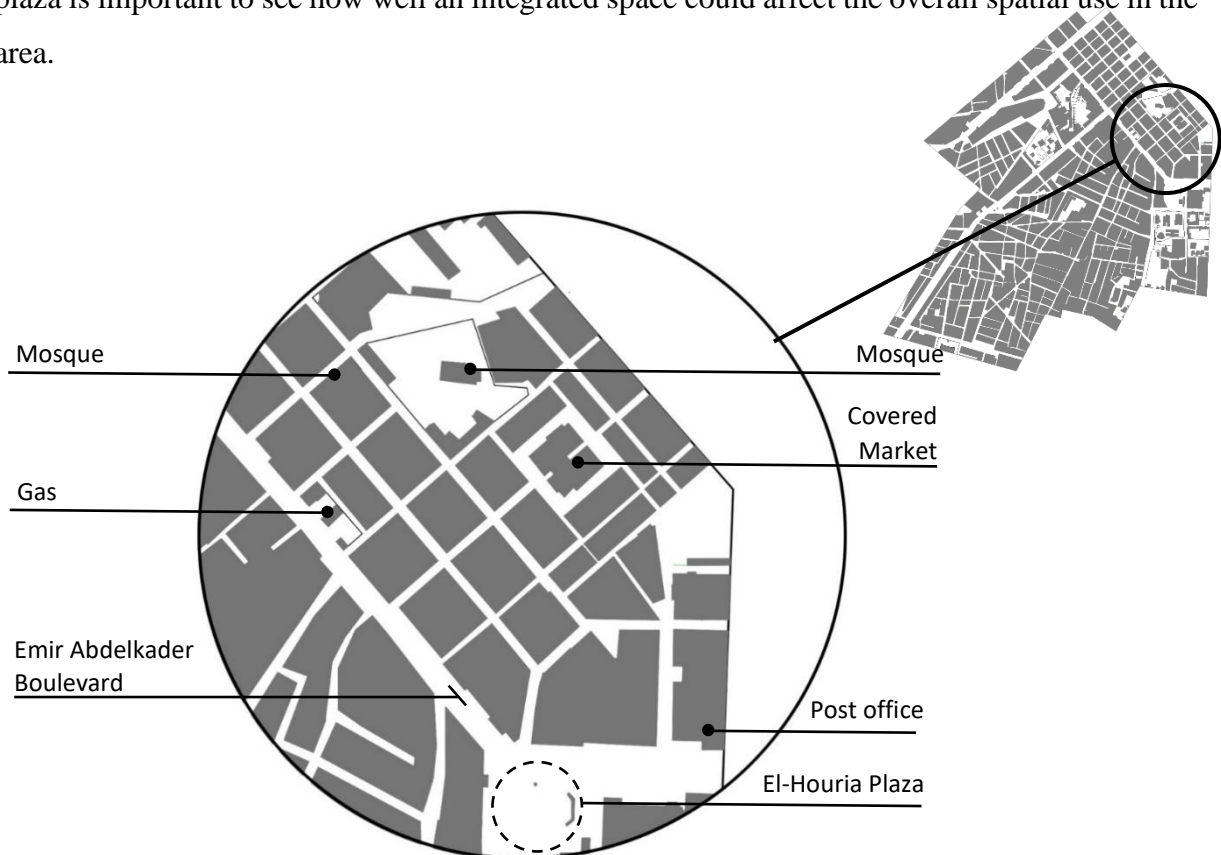 plaza is important to see how well an integrated space could affect the overall spatial use in the
area.
Mosque
Mosque
Covered
Market
Gas
Emir Abdelkader
Boulevard
Post office
El-Houria Plaza